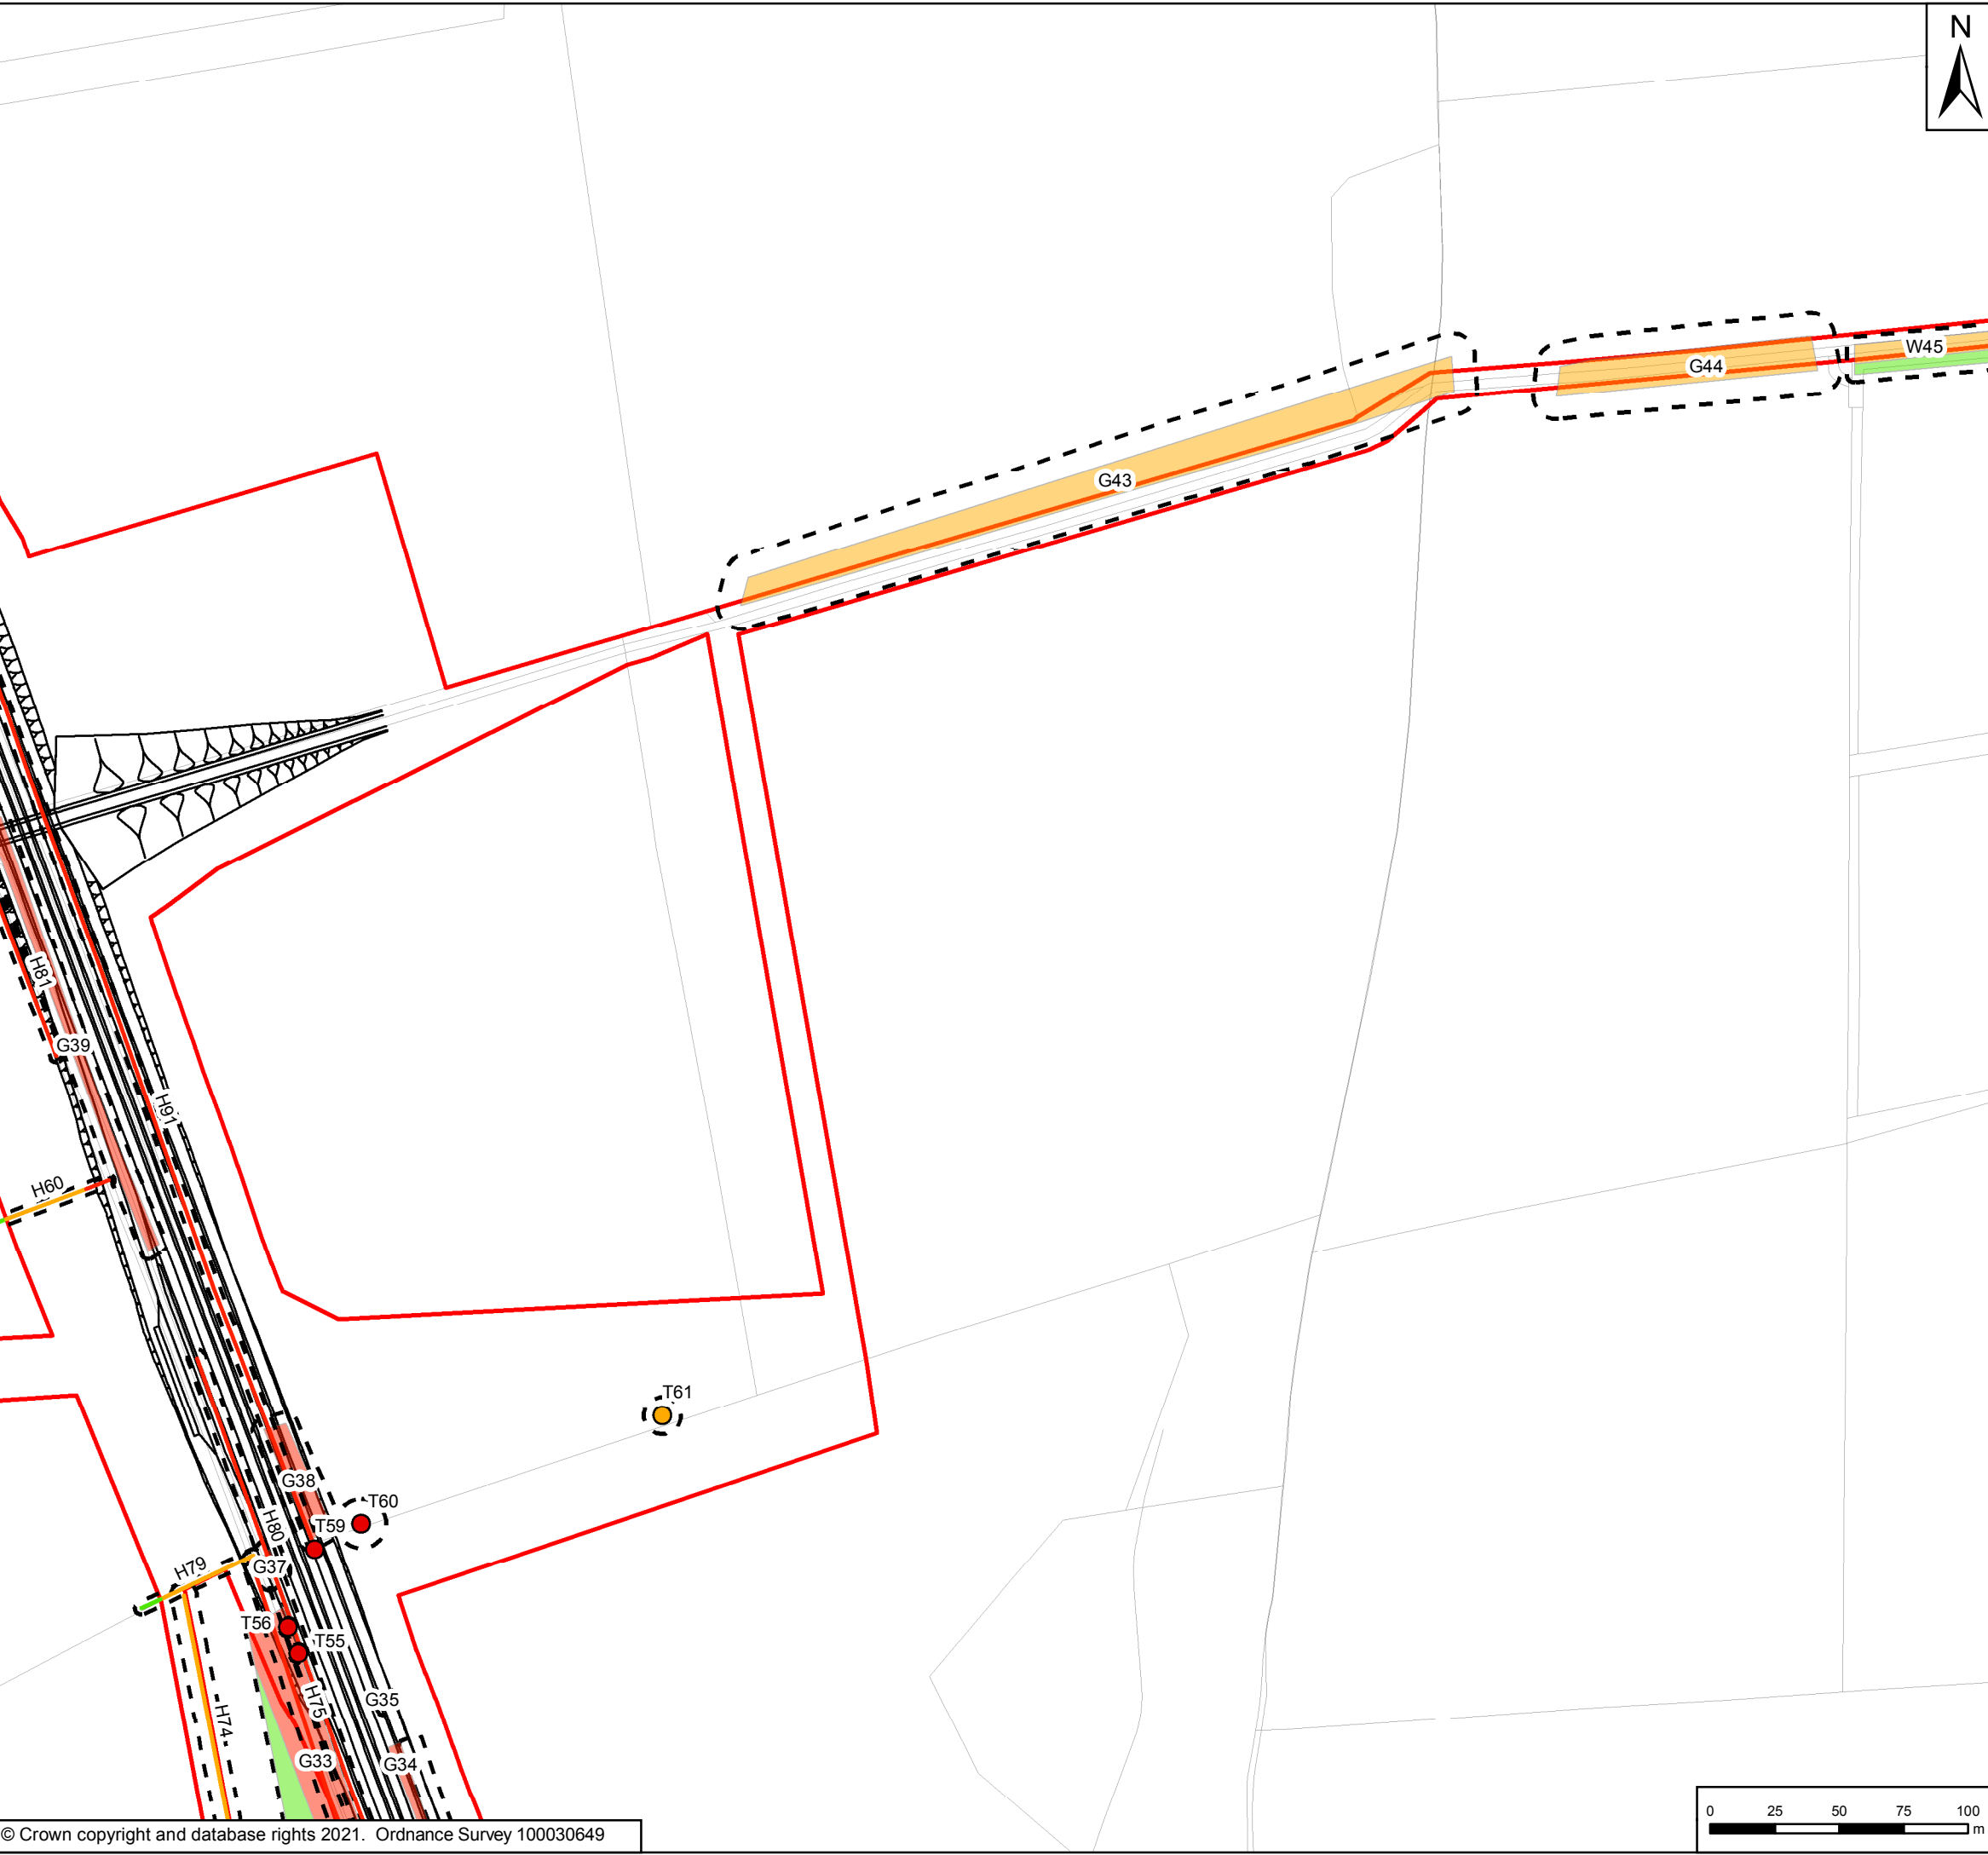 N
W45
G44
G43
H81
G39
H91
H60
T61
G38
T60
H80
T59
H79
G37
T56
T55
H75
G35
H74
G33
G34
0 25 50 75 100
m
© Crown copyright and database rights 2021. Ordnance Survey 100030649